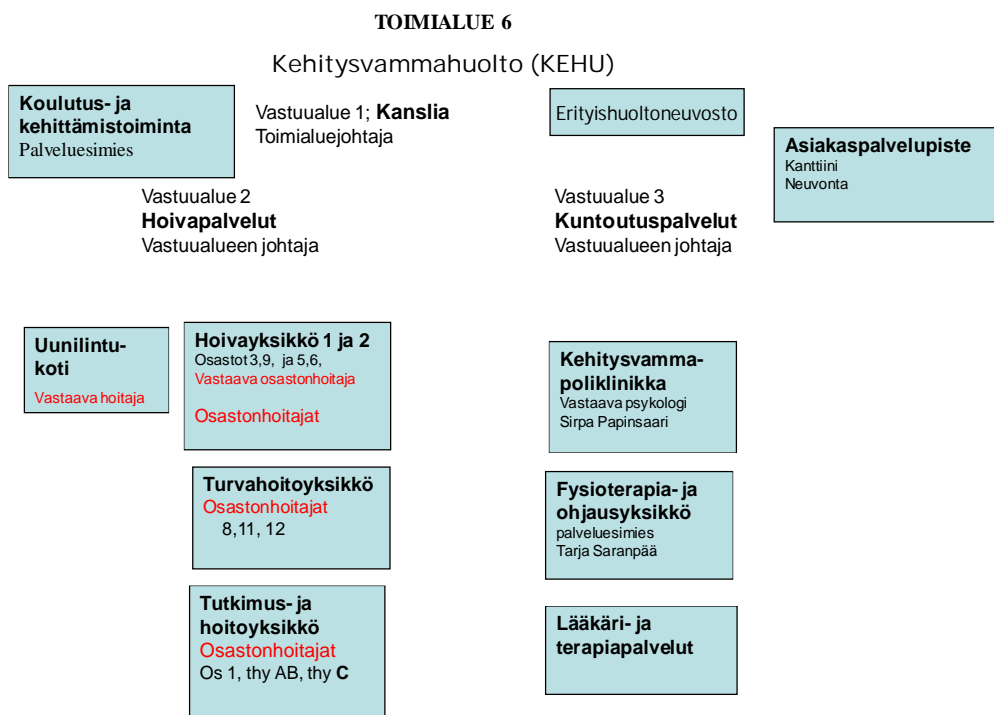 TOIMIALUE 6
Kehitysvammahuolto (KEHU)
Koulutus- ja
kehittämistoiminta
Palveluesimies
Vastuualue 1; Kanslia
Toimialuejohtaja
Erityishuoltoneuvosto
Asiakaspalvelupiste
Kanttiini
Neuvonta
Vastuualue 2
Hoivapalvelut
Vastuualueen johtaja
Vastuualue 3
Kuntoutuspalvelut
Vastuualueen johtaja
Uunilintu-
koti
Vastaava hoitaja
Hoivayksikkö 1 ja 2
Osastot 3,9, ja 5,6,
Vastaava osastonhoitaja
Osastonhoitajat
Kehitysvamma-
poliklinikka
Vastaava psykologi
Sirpa Papinsaari
Turvahoitoyksikkö
Osastonhoitajat
8,11, 12
Fysioterapia- ja
ohjausyksikkö
palveluesimies
Tarja Saranpää
Tutkimus- ja
hoitoyksikkö
Osastonhoitajat
Os 1, thy AB, thy C
Lääkäri- ja
terapiapalvelut